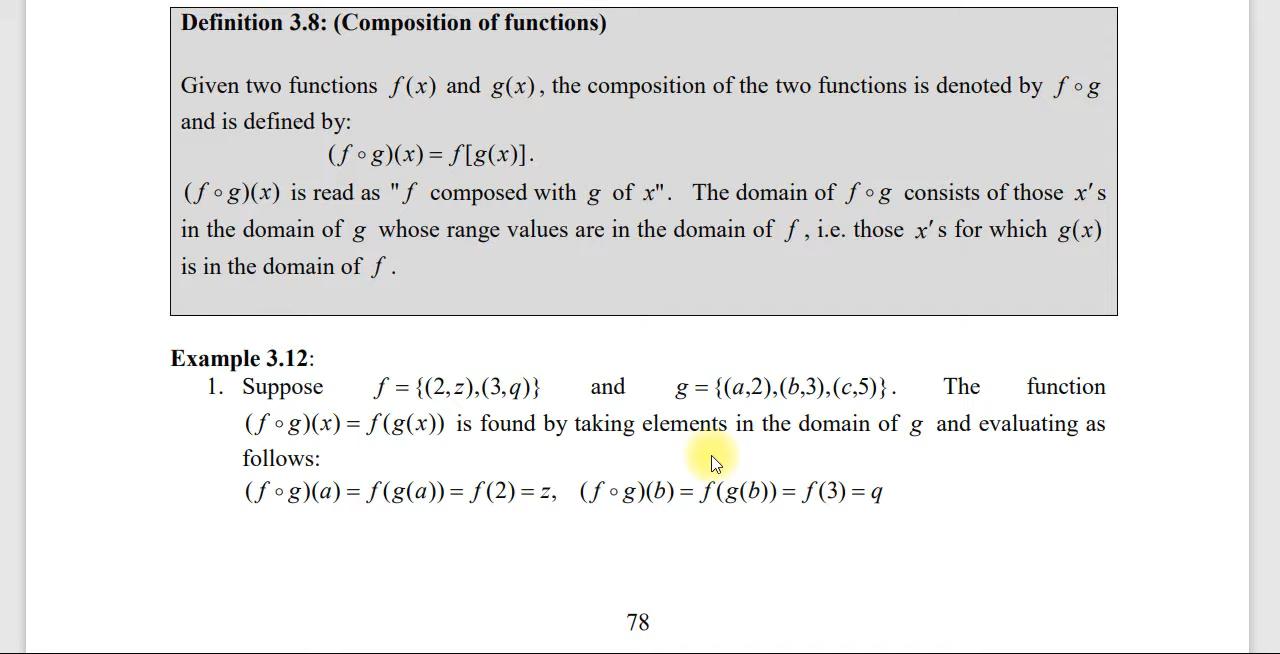 Definition 3.8: (Composition of functions)
Given two functions f(x) and g(x), the composition of the two functions is denoted by f∘g
and is defined by:
(f∘g)(x) = f[g(x)].
(f∘g)(x) is read as "f composed with g of x". The domain of f∘g consists of those x's
in the domain of g whose range values are in the domain of f, i.e. those x's for which g(x)
is in the domain of f.
Example 3.12:
1. Suppose f = {(2,z),(3,q)} and g = {(a,2),(b,3),(c,5)}. The function
(f∘g)(x) = f(g(x)) is found by taking elements in the domain of g and evaluating as
follows:
(f∘g)(a) = f(g(a)) = f(2) = z, (f∘g)(b) = f(g(b)) = f(3) = q
78